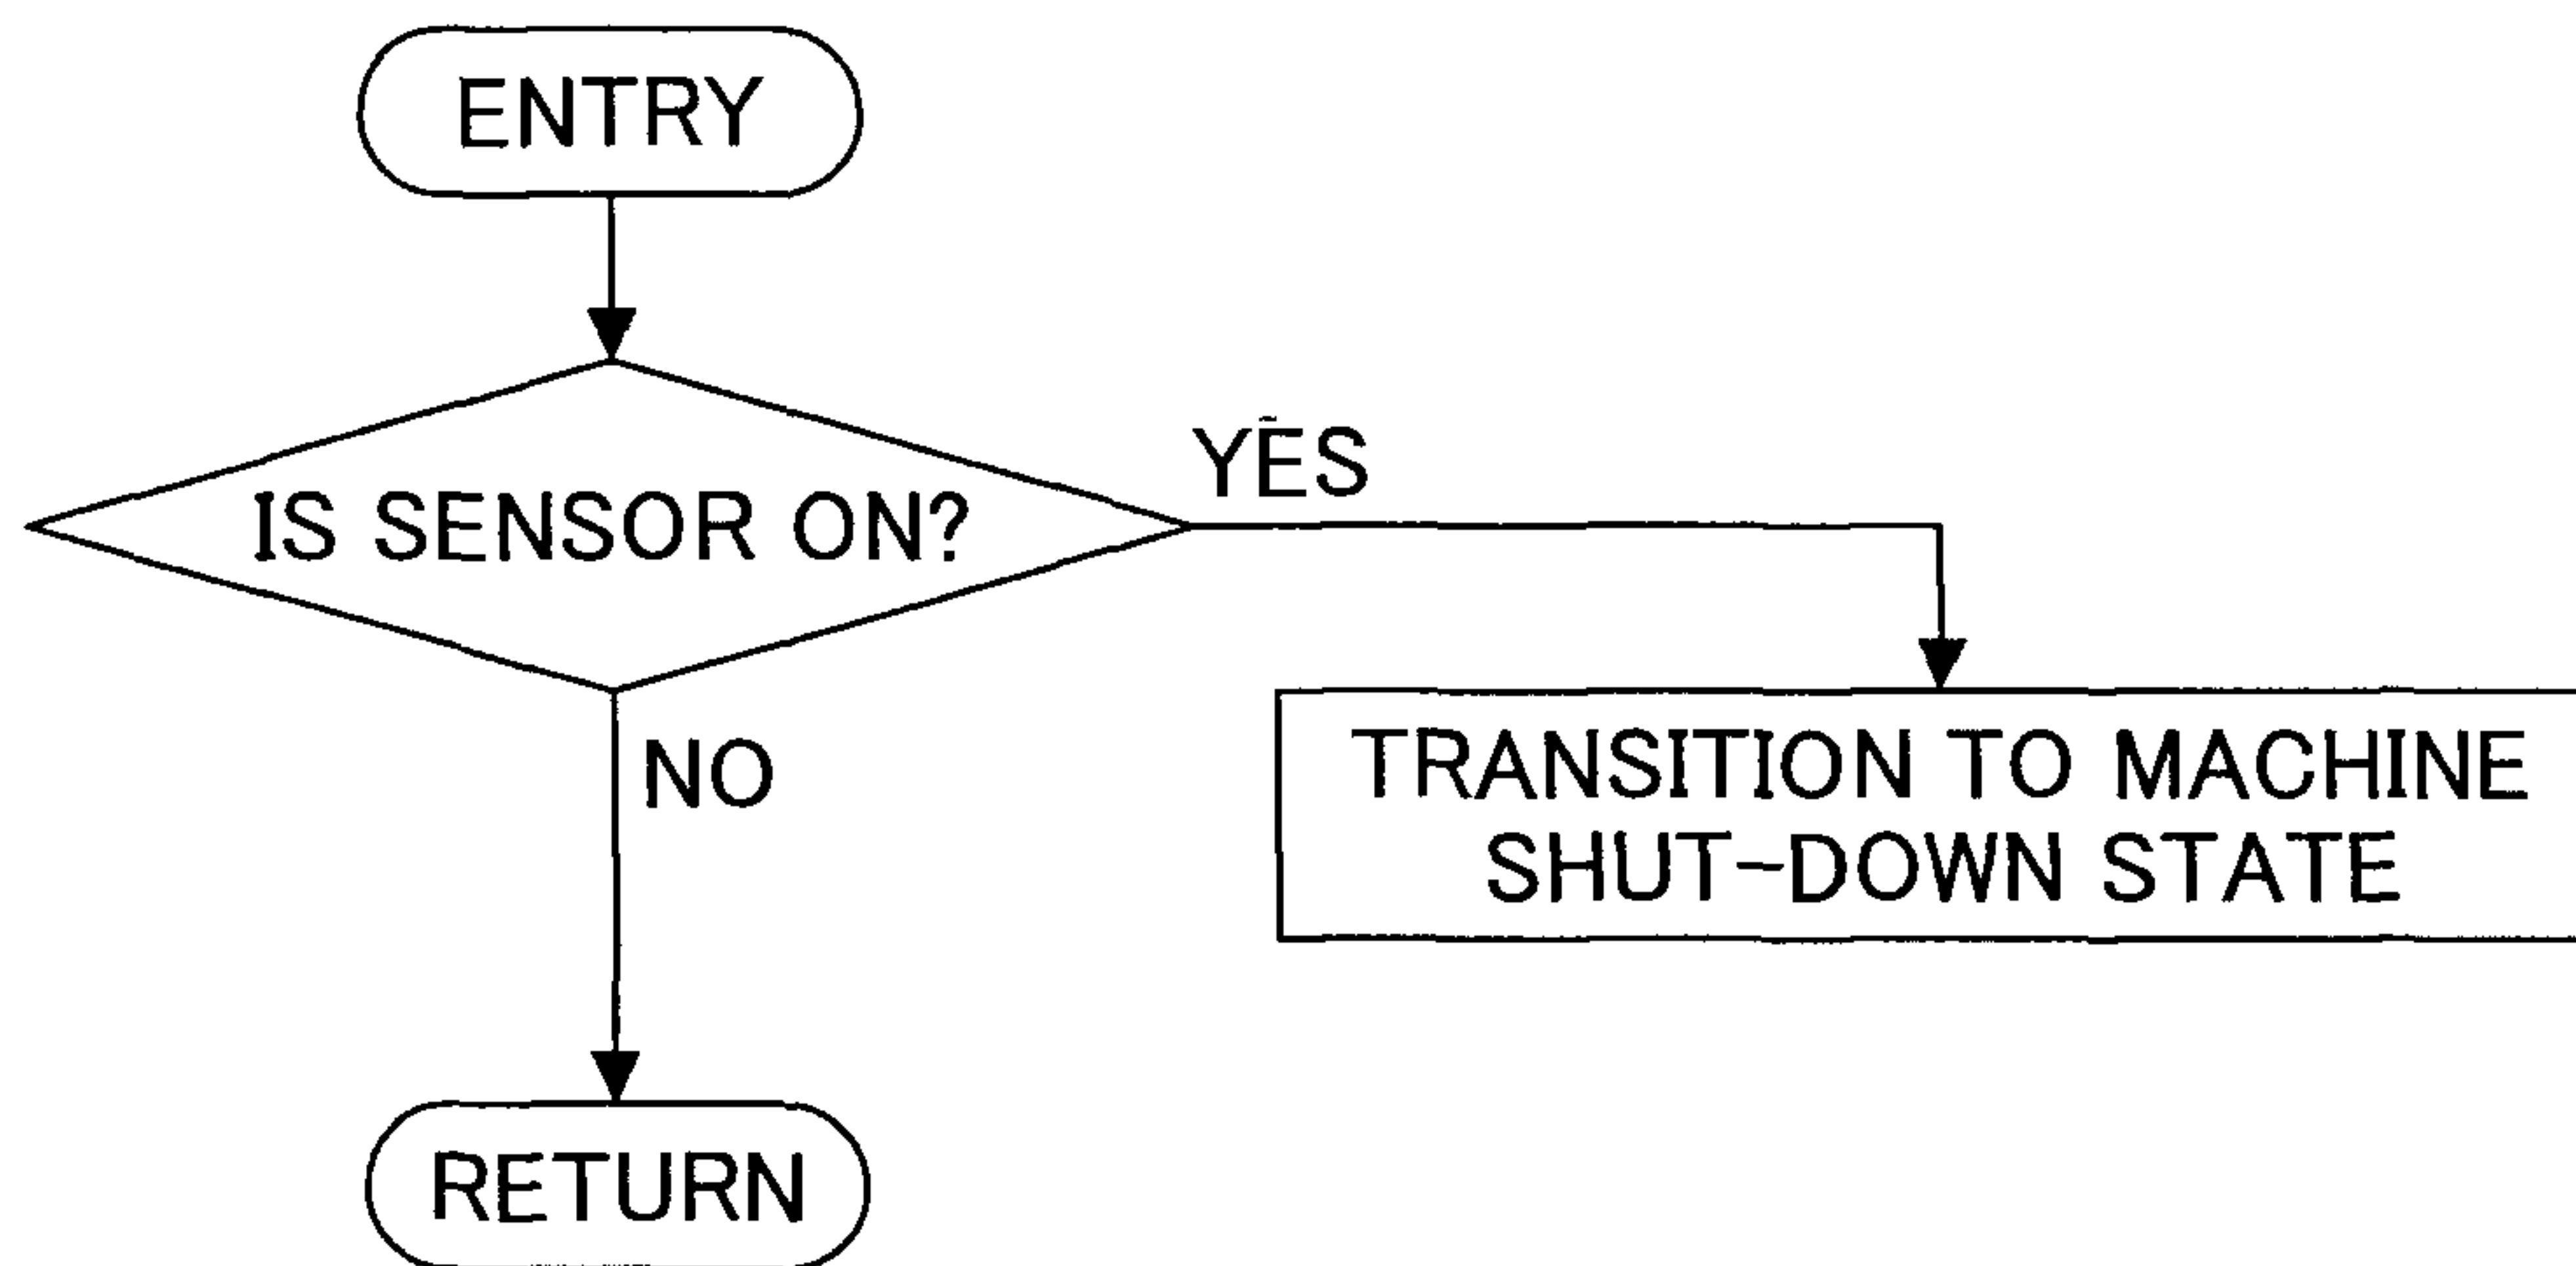 ENTRY
IS SENSOR ON?
YES
NO
TRANSITION TO MACHINE
SHUT-DOWN STATE
RETURN